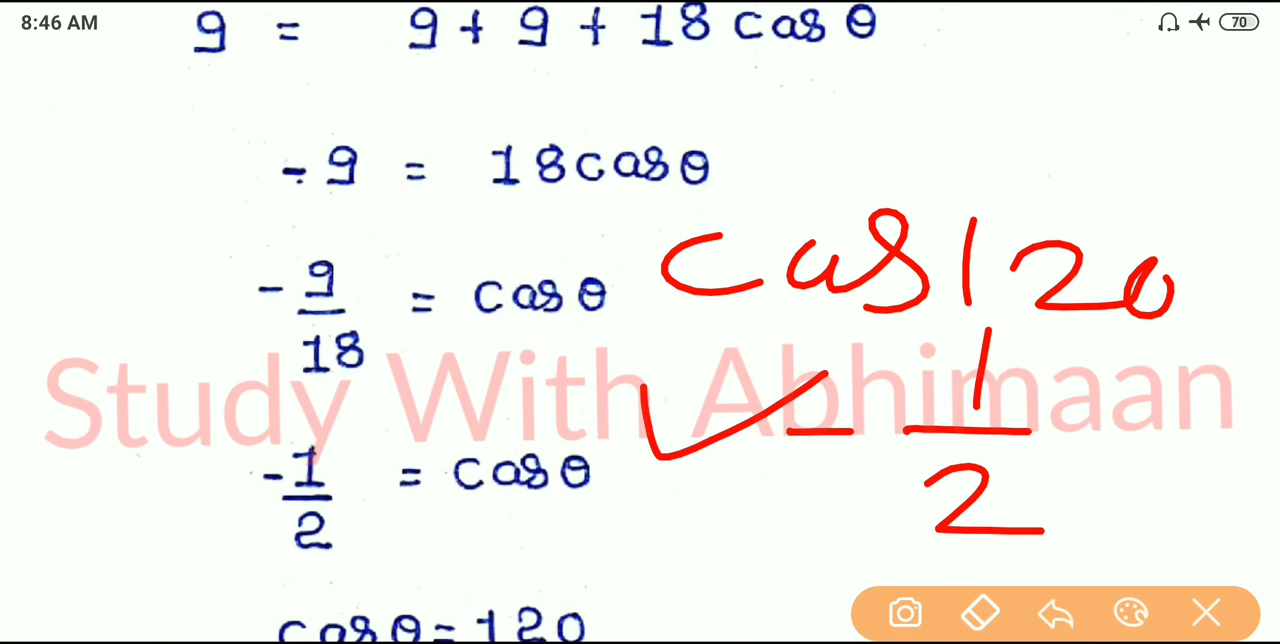 8:46 AM
70
9 = 9 + 9 + 18 cos θ
- 9 = 18 cos θ
- 9/18 = cos θ
cos 120
Study With Abhimaan
- 1/2
- 1/2 = cos θ
cos θ = 120